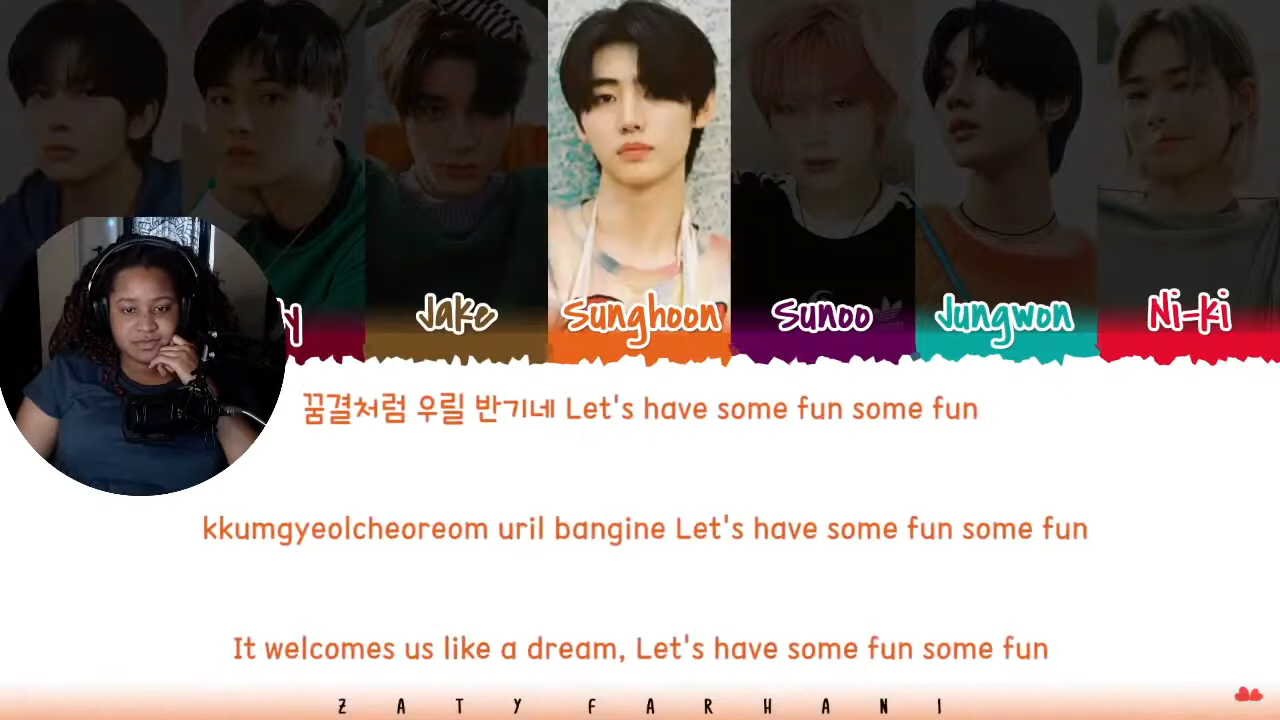 y Jake Sunghoon Sunoo Jungwon Ni-ki
꿈결처럼 우릴 반기네 Let's have some fun some fun
kkumgyeolcheoreom uril bangine Let's have some fun some fun
It welcomes us like a dream, Let's have some fun some fun
ZATY FARHANI